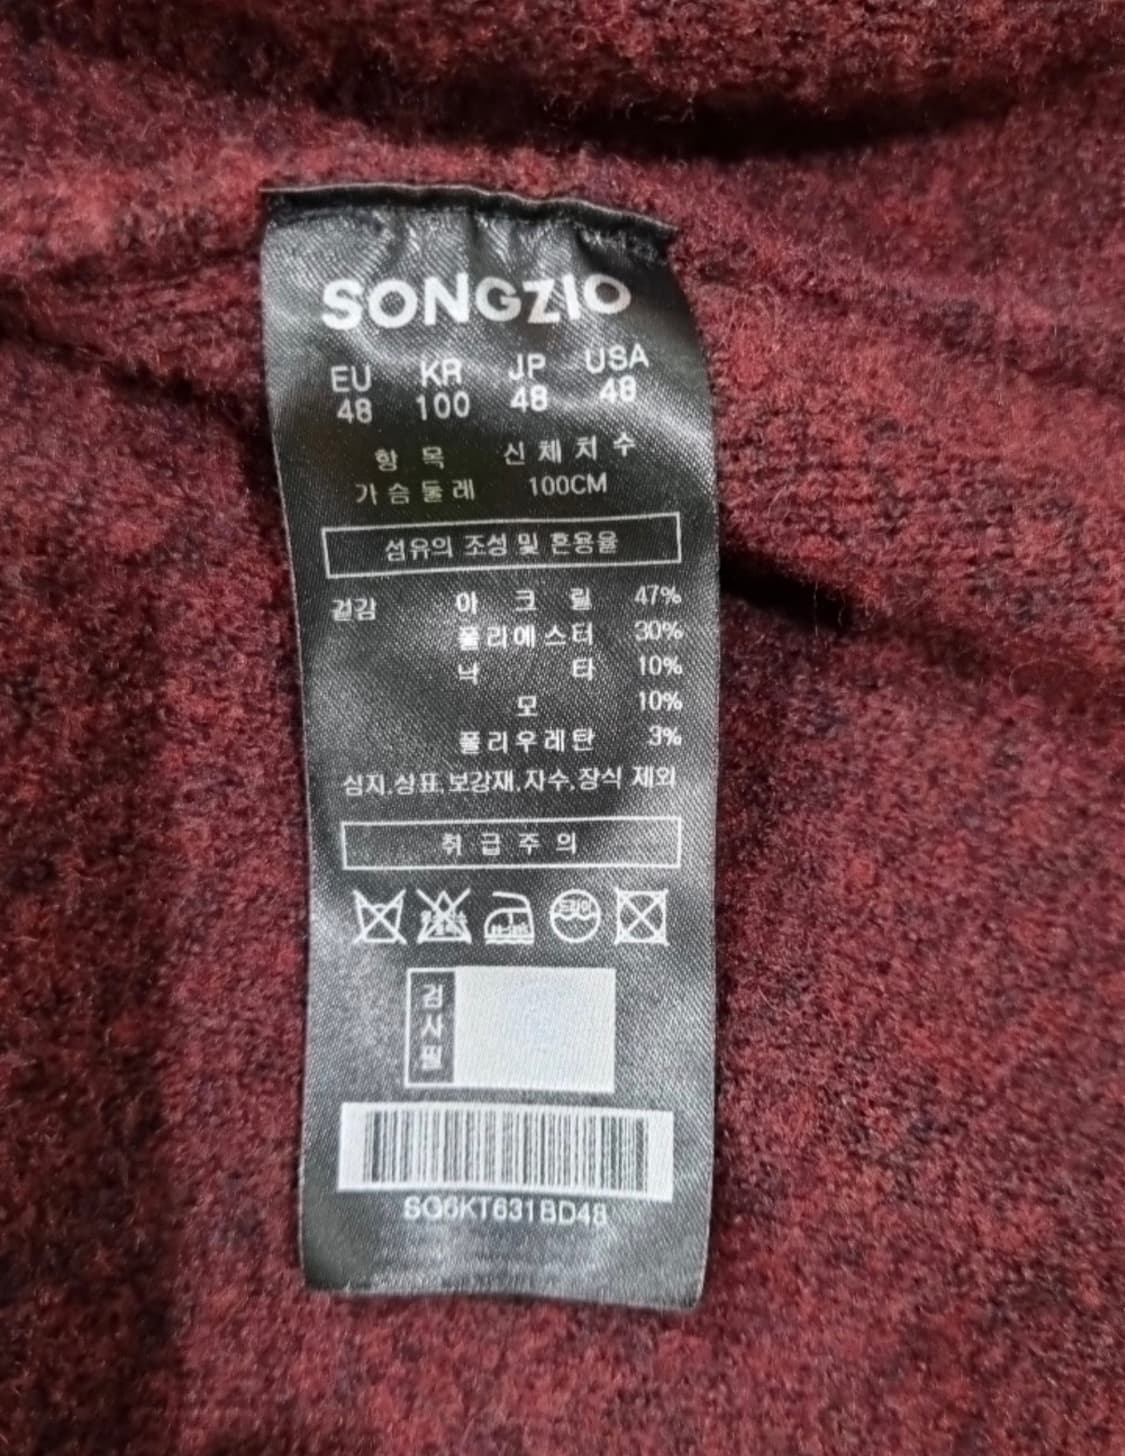 SONGZIO
EU KR JP USA
48 100 48 48
항 목 신 체 치 수
가 슴 둘 레 100CM
섬유의 조성 및 혼용율
겉감 아 크 릴 47%
폴리에스터 30%
낙 타 10%
모 10%
폴리우레탄 3%
심지,상표,보강재,자수,장식 제외
취 급 주 의
검사필
SO6KT631BD48